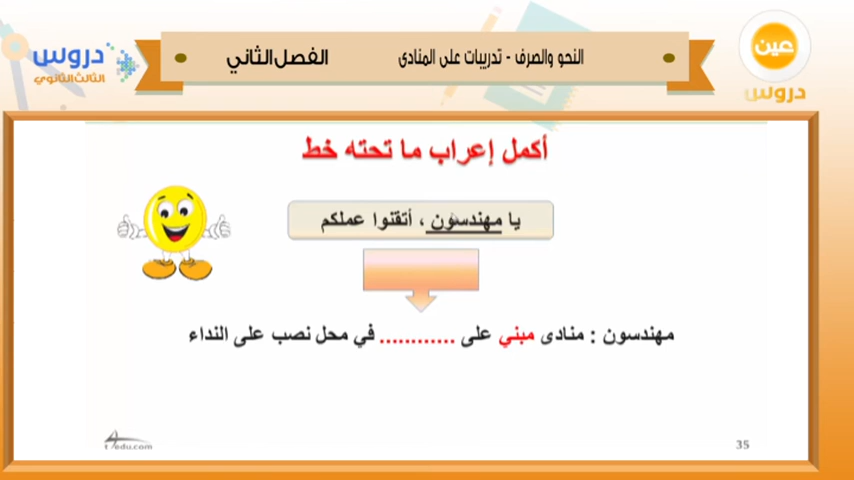 دروس
الثالث الثانوي
النحو والصرف - تدريبات على المنادى
الفصل الثاني
عين
دروس
أكمل إعراب ما تحته خط
يا مهندسون ، أتقنوا عملكم
مهندسون : منادى مبني على ............ في محل نصب على النداء
35